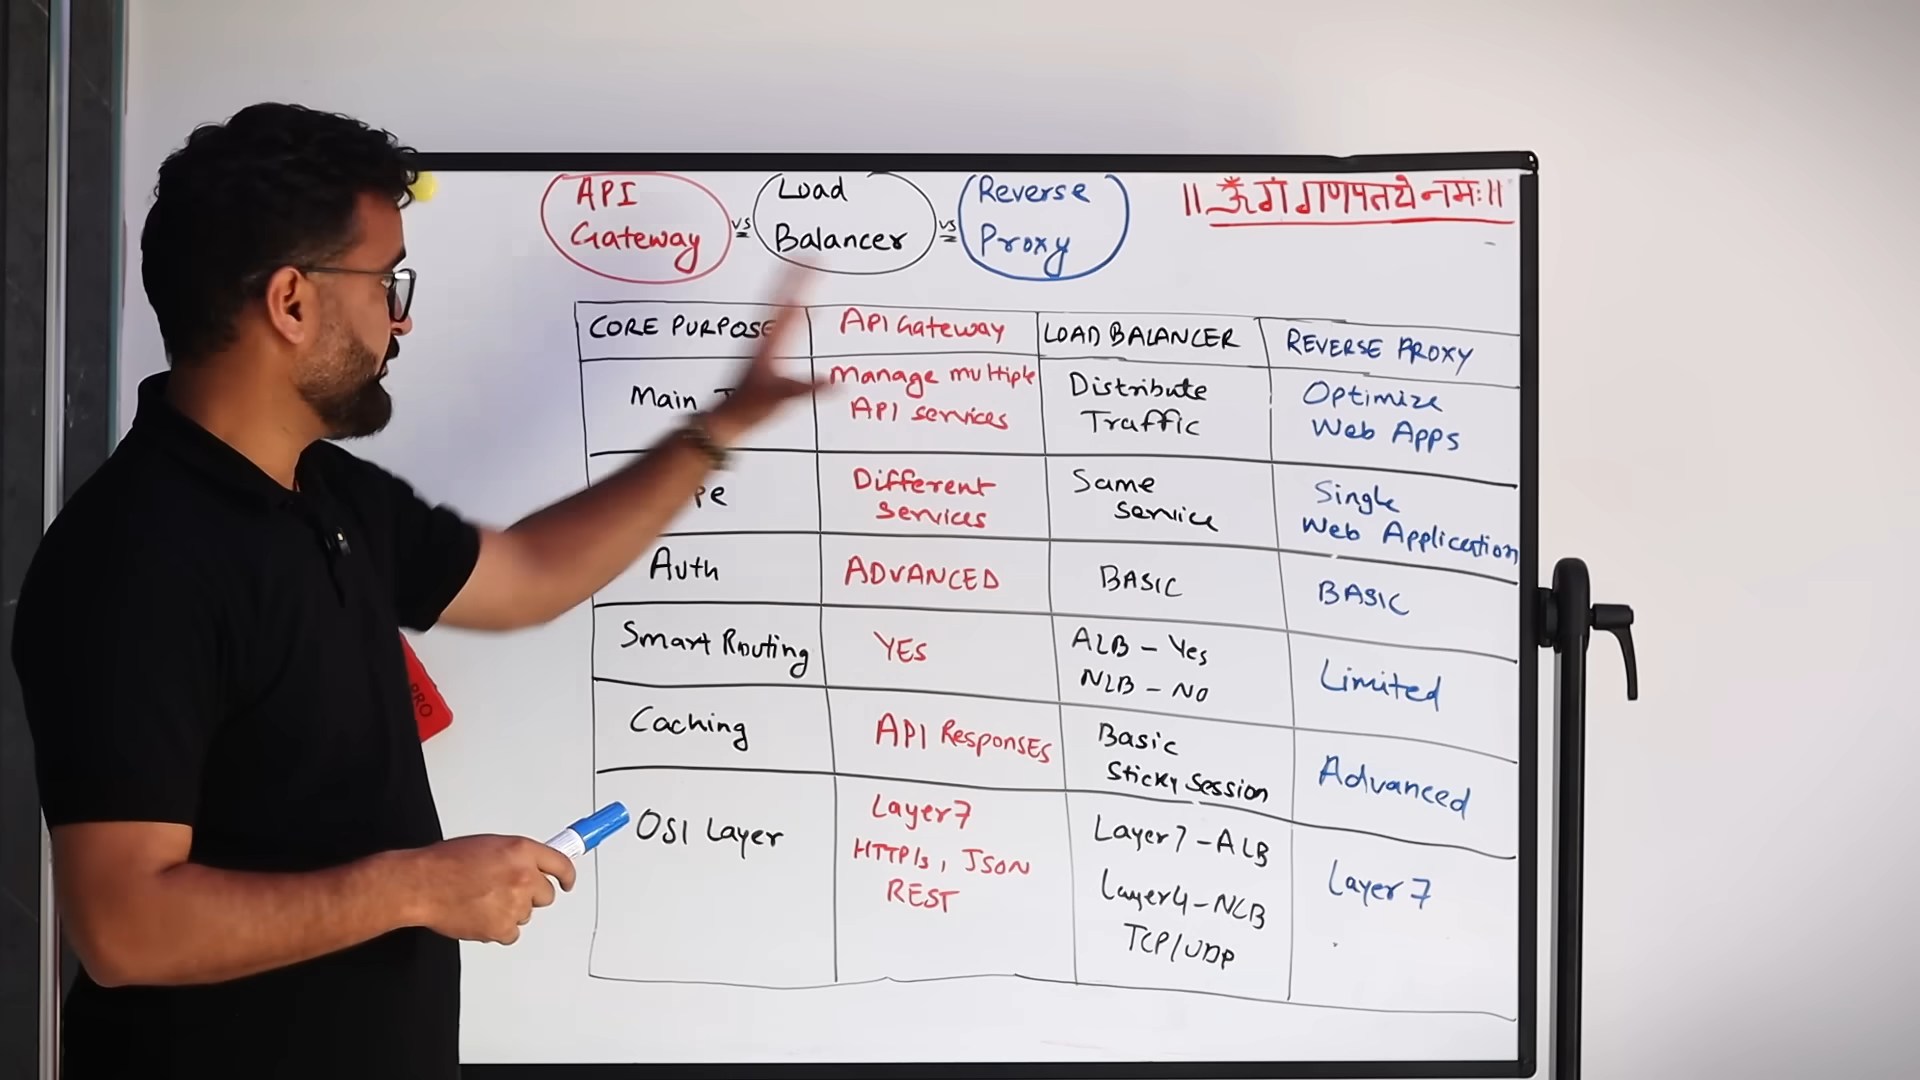 API
Gateway
vs
Load
Balancer
vs
Reverse
Proxy
॥ ॐ गं गणपतये नमः॥
CORE PURPOSE
API Gateway
LOAD BALANCER
REVERSE PROXY
Main
Manage multiple
API services
Distribute
Traffic
Optimize
Web Apps
Different
Services
Same
Service
Single
Web Application
Auth
ADVANCED
BASIC
BASIC
Smart Routing
YES
ALB - Yes
NLB - NO
Limited
Caching
API Responses
Basic
Sticky Session
Advanced
OSI Layer
Layer7
HTTP/s, JSON
REST
Layer7 - ALB
Layer4 - NLB
TCP/UDP
Layer7
PRO